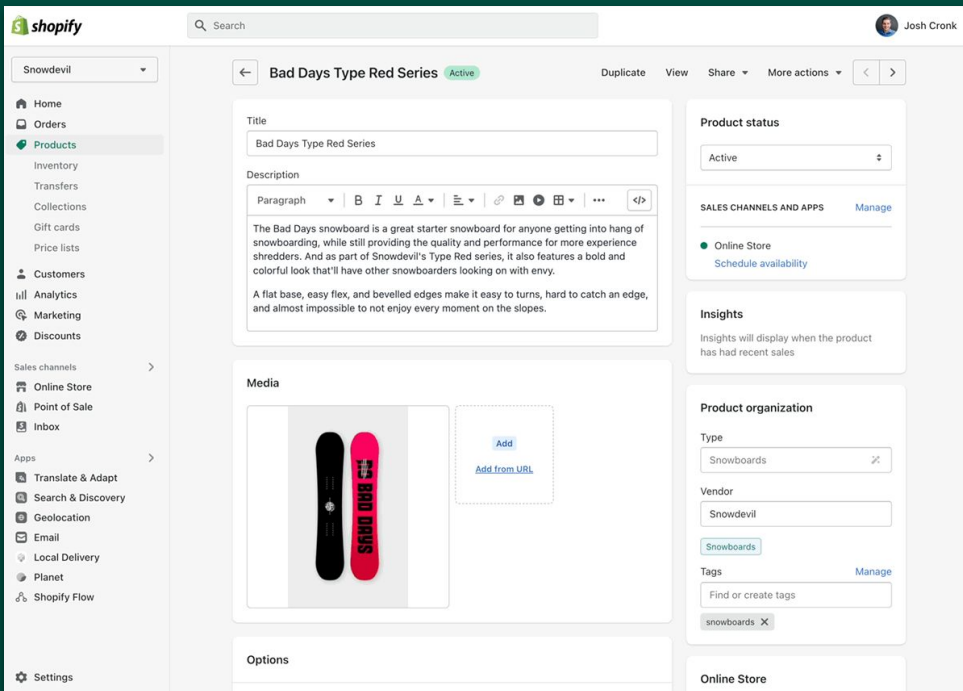 shopify
Search
Josh Cronk
Snowdevil
Home
Orders
Products
Inventory
Transfers
Collections
Gift cards
Price lists
Customers
Analytics
Marketing
Discounts
Sales channels
Online Store
Point of Sale
Inbox
Apps
Translate & Adapt
Search & Discovery
Geolocation
Email
Local Delivery
Planet
Shopify Flow
Settings
Bad Days Type Red Series Active
Duplicate View Share More actions
Title
Bad Days Type Red Series
Description
Paragraph B I U A ••• </>
The Bad Days snowboard is a great starter snowboard for anyone getting into hang of
snowboarding, while still providing the quality and performance for more experience
shredders. And as part of Snowdevil's Type Red series, it also features a bold and
colorful look that'll have other snowboarders looking on with envy.
A flat base, easy flex, and bevelled edges make it easy to turns, hard to catch an edge,
and almost impossible to not enjoy every moment on the slopes.
Media
NO BAD DAYS
Add
Add from URL
Options
Product status
Active
SALES CHANNELS AND APPS Manage
Online Store
Schedule availability
Insights
Insights will display when the product
has had recent sales
Product organization
Type
Snowboards
Vendor
Snowdevil
Snowboards
Tags Manage
Find or create tags
snowboards
Online Store